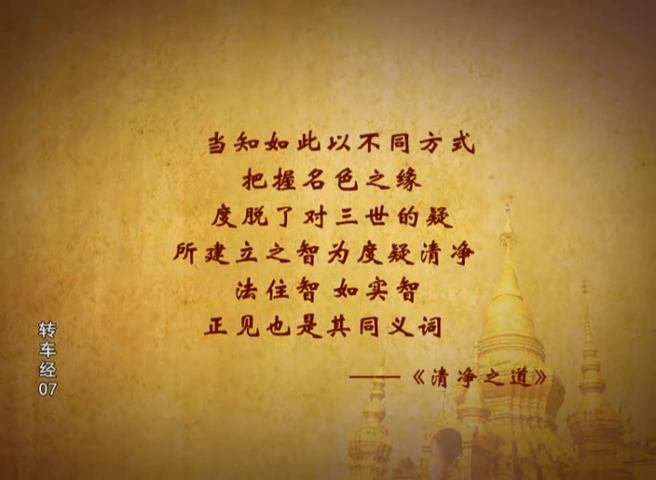 当知如此以不同方式
把握名色之缘
度脱了对三世的疑
所建立之智为度疑清净
法住智 如实智
正见也是其同义词
——《清净之道》
转车经07